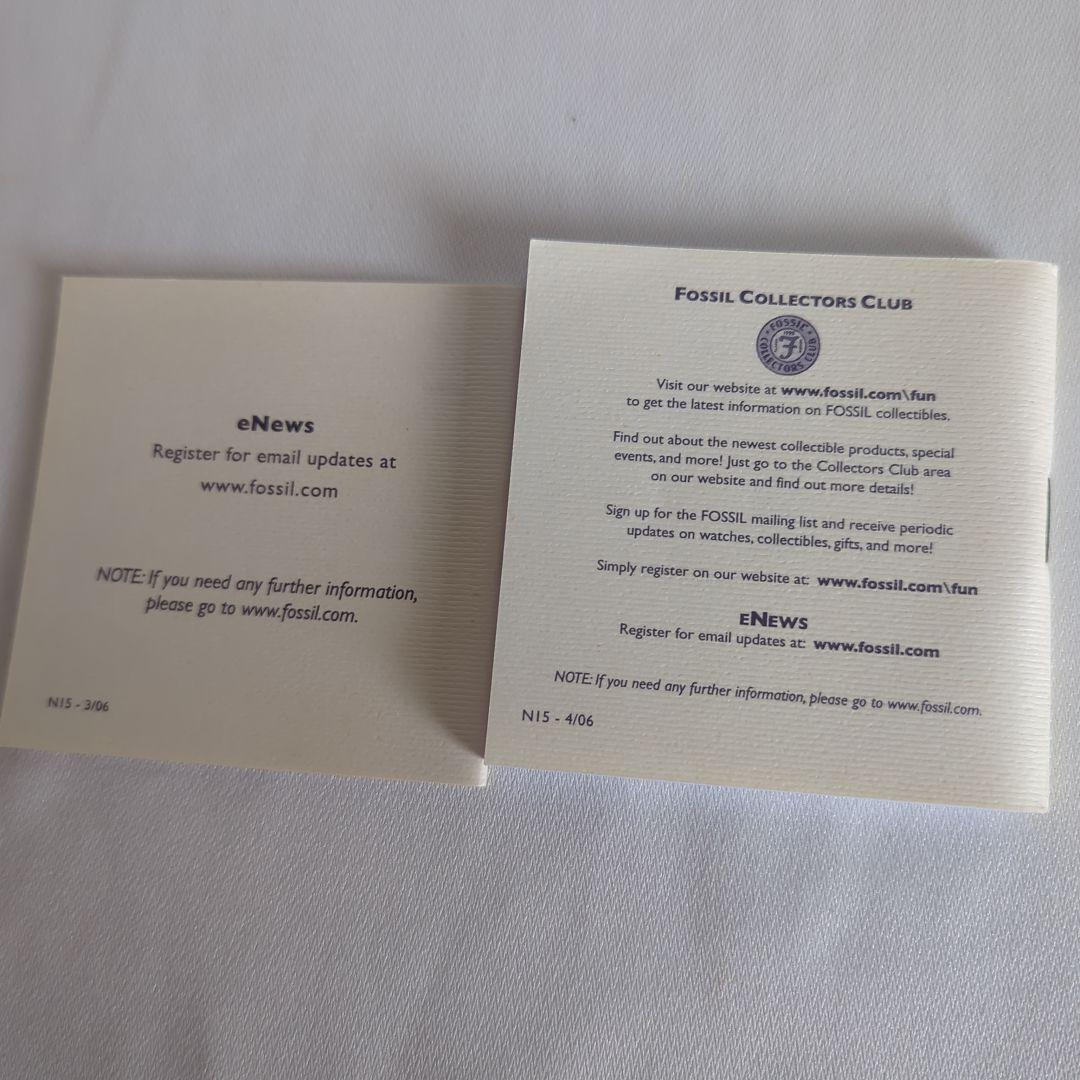 eNews
Register for email updates at
www.fossil.com
NOTE: If you need any further information,
please go to www.fossil.com.
N15 - 3/06
FOSSIL COLLECTORS CLUB
FOSSIL
1995
F
COLLECTORS CLUB
Visit our website at www.fossil.com\fun
to get the latest information on FOSSIL collectibles.
Find out about the newest collectible products, special
events, and more! Just go to the Collectors Club area
on our website and find out more details!
Sign up for the FOSSIL mailing list and receive periodic
updates on watches, collectibles, gifts, and more!
Simply register on our website at: www.fossil.com\fun
ENEWS
Register for email updates at: www.fossil.com
NOTE: If you need any further information, please go to www.fossil.com.
N15 - 4/06